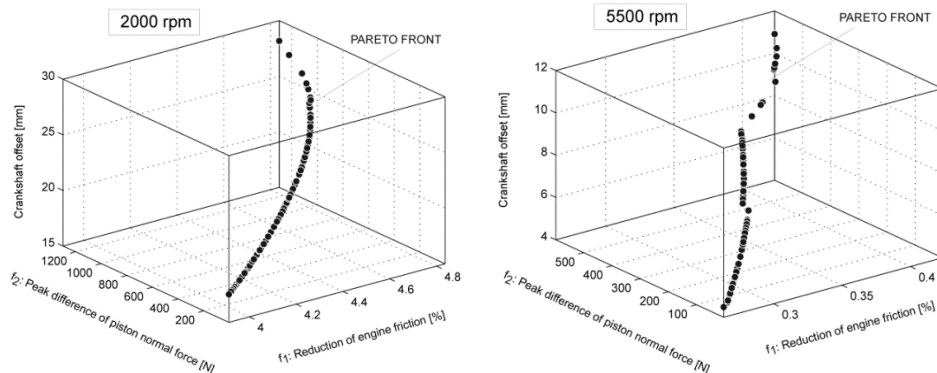 2000 rpm
PARETO FRONT
30
25
20
15
Crankshaft offset [mm]
1200
1000
800
600
400
200
f2: Peak difference of piston normal force [N]
4
4.2
4.4
4.6
4.8
f1: Reduction of engine friction [%]
5500 rpm
PARETO FRONT
12
10
8
6
4
Crankshaft offset [mm]
500
400
300
200
100
f2: Peak difference of piston normal force [N]
0.3
0.35
0.4
f1: Reduction of engine friction [%]